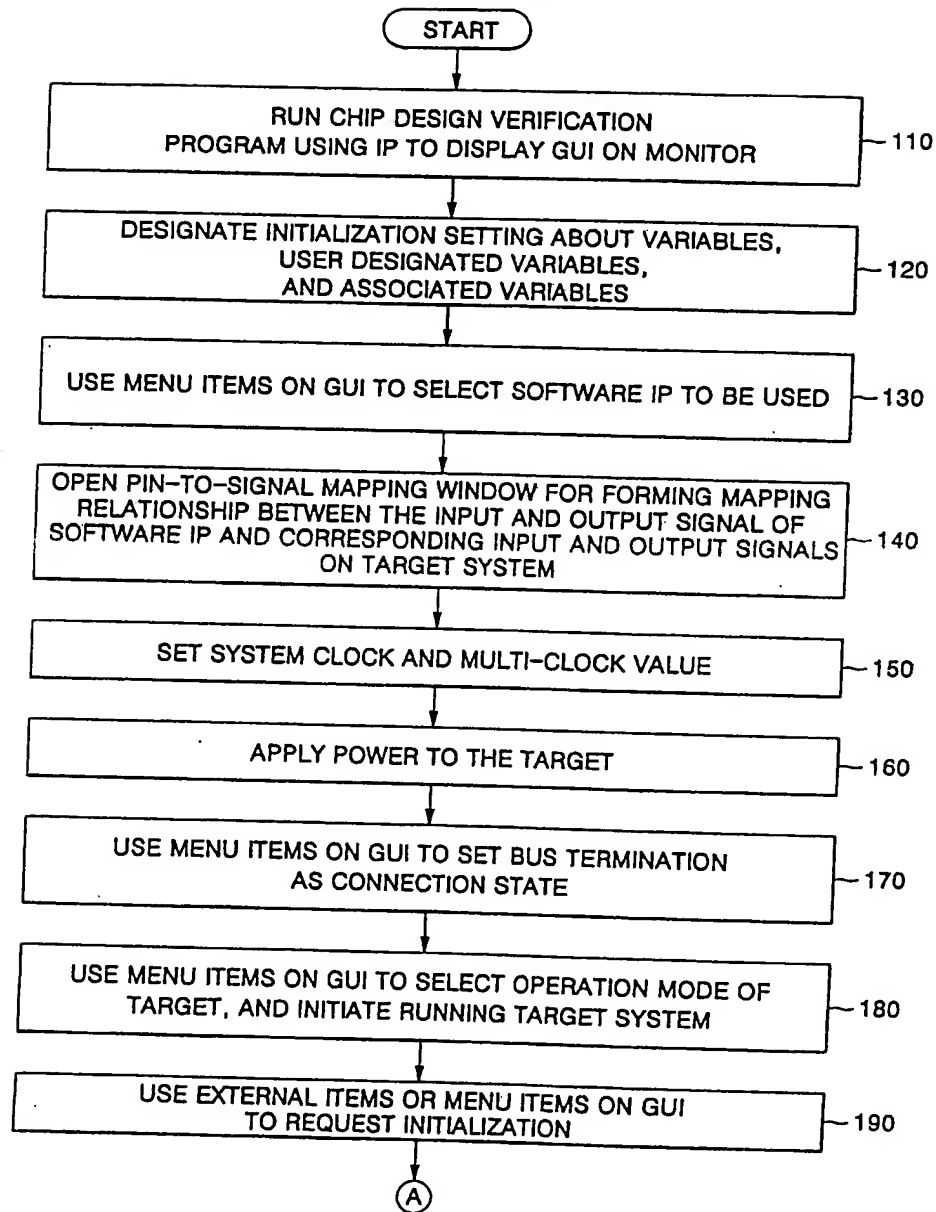 START
RUN CHIP DESIGN VERIFICATION
PROGRAM USING IP TO DISPLAY GUI ON MONITOR
110
DESIGNATE INITIALIZATION SETTING ABOUT VARIABLES,
USER DESIGNATED VARIABLES,
AND ASSOCIATED VARIABLES
120
USE MENU ITEMS ON GUI TO SELECT SOFTWARE IP TO BE USED
130
OPEN PIN-TO-SIGNAL MAPPING WINDOW FOR FORMING MAPPING
RELATIONSHIP BETWEEN THE INPUT AND OUTPUT SIGNAL OF
SOFTWARE IP AND CORRESPONDING INPUT AND OUTPUT SIGNALS
ON TARGET SYSTEM
140
SET SYSTEM CLOCK AND MULTI-CLOCK VALUE
150
APPLY POWER TO THE TARGET
160
USE MENU ITEMS ON GUI TO SET BUS TERMINATION
AS CONNECTION STATE
170
USE MENU ITEMS ON GUI TO SELECT OPERATION MODE OF
TARGET, AND INITIATE RUNNING TARGET SYSTEM
180
USE EXTERNAL ITEMS OR MENU ITEMS ON GUI
TO REQUEST INITIALIZATION
190
A